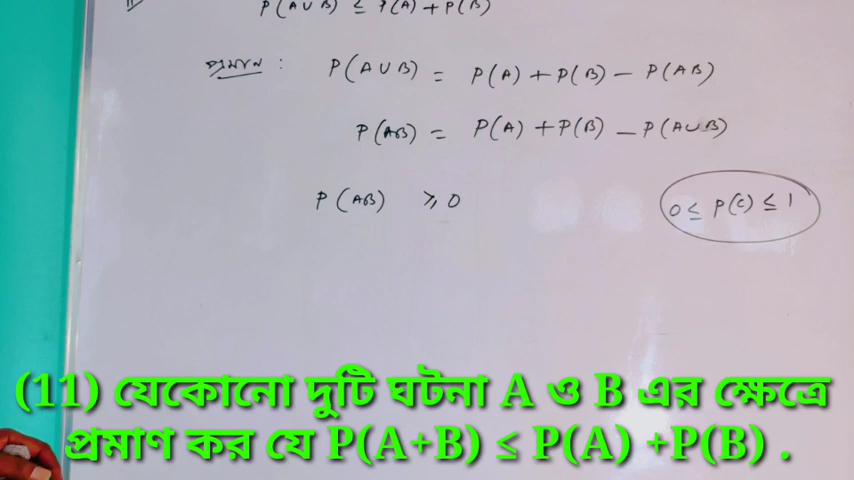 P(A∪B) ≤ P(A)+P(B)
প্রমাণ : P(A∪B) = P(A)+P(B) − P(AB)
P(AB) = P(A)+P(B) − P(A∪B)
P(AB) ≥ 0 0 ≤ P(C) ≤ 1
(11) যেকোনো দুটি ঘটনা A ও B এর ক্ষেত্রে
প্রমাণ কর যে P(A+B) ≤ P(A) +P(B) .